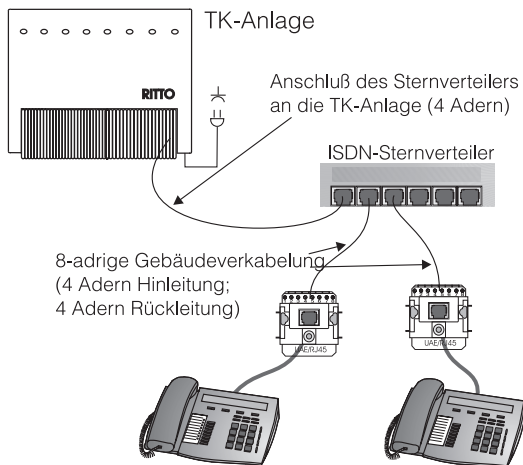 TK-Anlage
RITTO
Anschluß des Sternverteilers
an die TK-Anlage (4 Adern)
ISDN-Sternverteiler
8-adrige Gebäudeverkabelung
(4 Adern Hinleitung;
4 Adern Rückleitung)
UAE/RJ45
UAE/RJ45